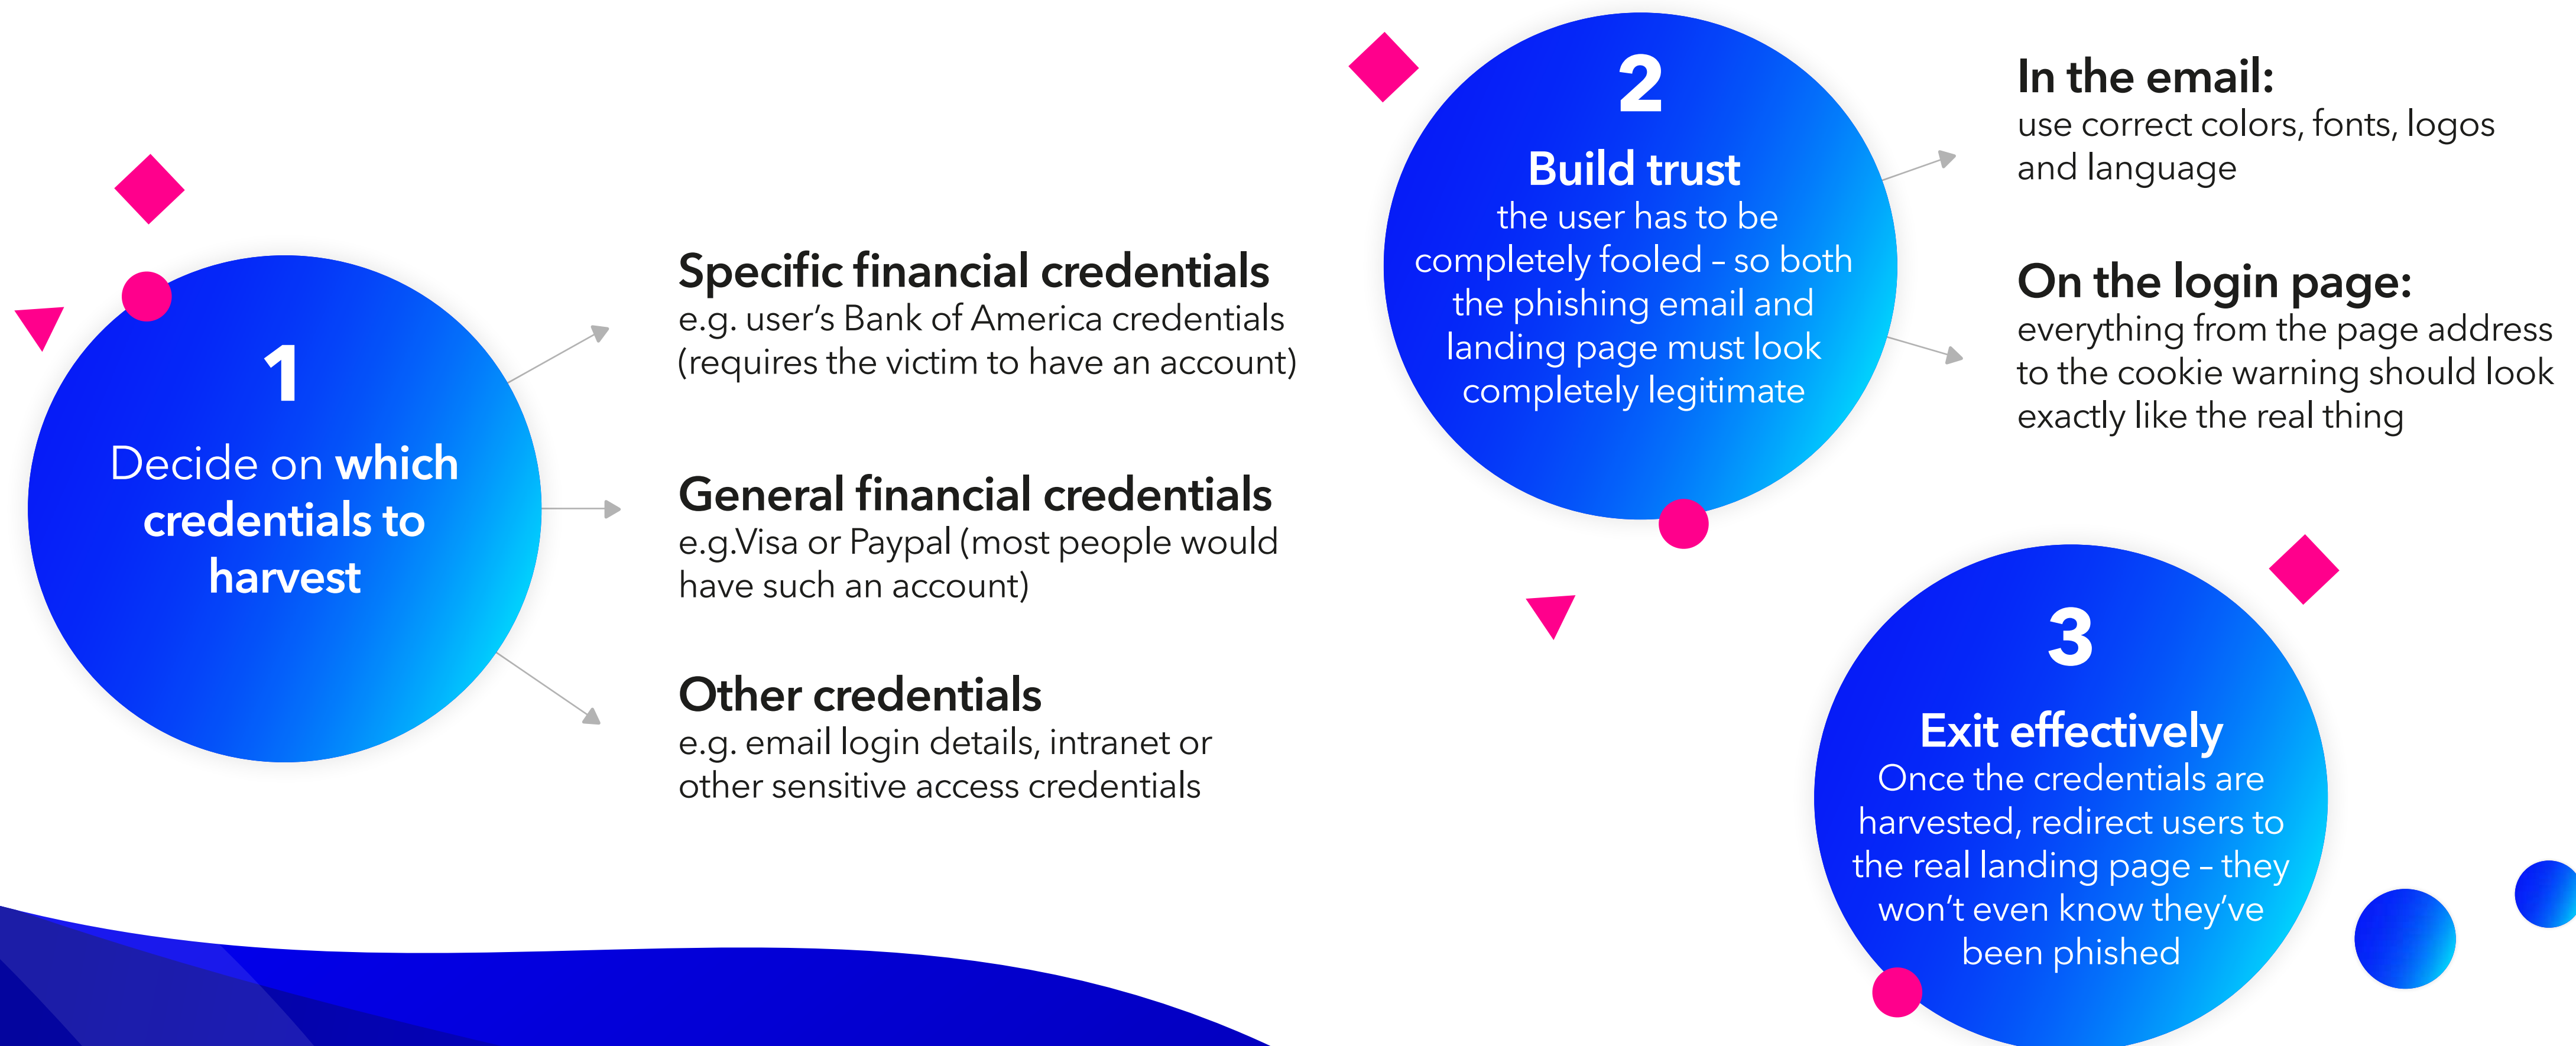 1
Decide on which
credentials to
harvest
Specific financial credentials
e.g. user's Bank of America credentials
(requires the victim to have an account)
General financial credentials
e.g.Visa or Paypal (most people would
have such an account)
Other credentials
e.g. email login details, intranet or
other sensitive access credentials
2
Build trust
the user has to be
completely fooled – so both
the phishing email and
landing page must look
completely legitimate
In the email:
use correct colors, fonts, logos
and language
On the login page:
everything from the page address
to the cookie warning should look
exactly like the real thing
3
Exit effectively
Once the credentials are
harvested, redirect users to
the real landing page – they
won't even know they've
been phished